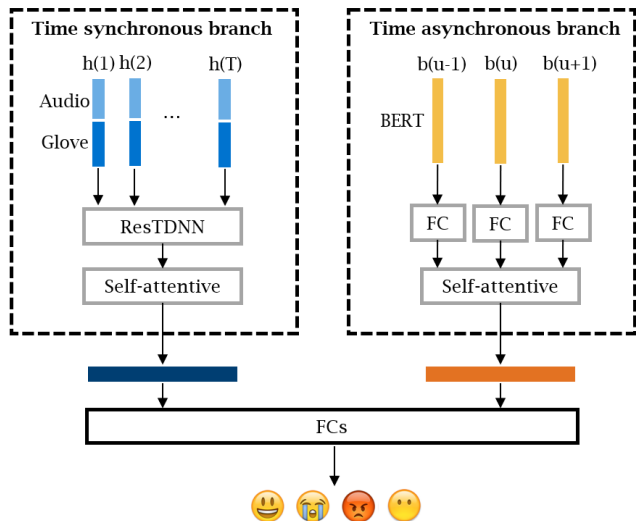 Time synchronous branch
h(1) h(2) h(T)
Audio
...
Glove
ResTDNN
Self-attentive
Time asynchronous branch
b(u-1) b(u) b(u+1)
BERT
FC FC FC
Self-attentive
FCs